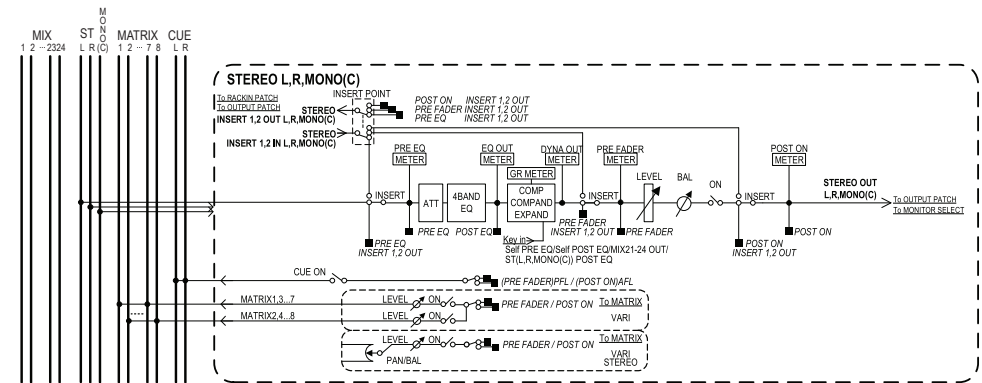 MIX
1 2 ··· 2324
ST
L R
MONO
(C)
MATRIX
1 2 ··· 7 8
CUE
L R
STEREO L,R,MONO(C)
To RACKIN PATCH
To OUTPUT PATCH
INSERT POINT
STEREO
INSERT 1,2 OUT L,R,MONO(C)
POST ON INSERT 1,2 OUT
PRE FADER INSERT 1,2 OUT
PRE EQ INSERT 1,2 OUT
STEREO
INSERT 1,2 IN L,R,MONO(C)
PRE EQ
METER
EQ OUT
METER
DYNA OUT
METER
PRE FADER
METER
POST ON
METER
GR METER
LEVEL
BAL
ON
STEREO OUT
L,R,MONO(C)
To OUTPUT PATCH
To MONITOR SELECT
INSERT
ATT
4BAND
EQ
COMP
COMPAND
EXPAND
INSERT
INSERT
PRE EQ
INSERT 1,2 OUT
PRE EQ
POST EQ
Key in
Self PRE EQ/Self POST EQ/MIX21-24 OUT/
ST(L,R,MONO(C)) POST EQ
PRE FADER
INSERT 1,2 OUT
PRE FADER
POST ON
INSERT 1,2 OUT
POST ON
CUE ON
(PRE FADER)PFL / (POST ON)AFL
MATRIX1,3...7
LEVEL
ON
PRE FADER / POST ON
To MATRIX
VARI
MATRIX2,4...8
LEVEL
ON
LEVEL
ON
PRE FADER / POST ON
To MATRIX
VARI
STEREO
PAN/BAL